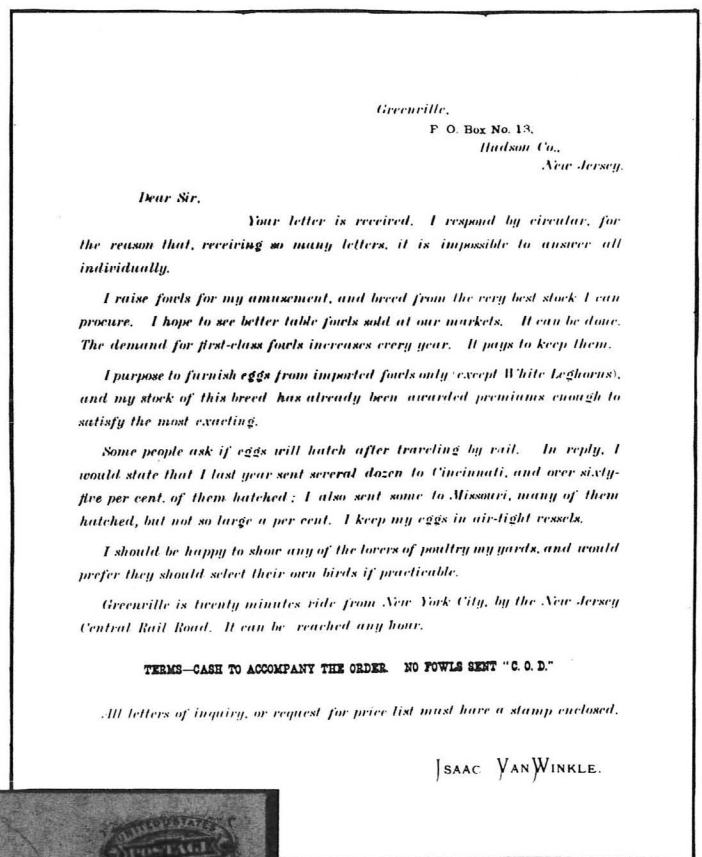 Greenville,
P O. Box No. 13,
Hudson Co.,
New Jersey.
Dear Sir,
Your letter is received. I respond by circular, for
the reason that, receiving so many letters, it is impossible to answer all
individually.
I raise fowls for my amusement, and breed from the very best stock I can
procure. I hope to see better table fowls sold at our markets. It can be done.
The demand for first-class fowls increases every year. It pays to keep them.
I purpose to furnish eggs from imported fowls only (except White Leghorns),
and my stock of this breed has already been awarded premiums enough to
satisfy the most exacting.
Some people ask if eggs will hatch after traveling by rail. In reply, I
would state that I last year sent several dozen to Cincinnati, and over sixty-
five per cent. of them hatched; I also sent some to Missouri, many of them
hatched, but not so large a per cent. I keep my eggs in air-tight vessels.
I should be happy to show any of the lovers of poultry my yards, and would
prefer they should select their own birds if practicable.
Greenville is twenty minutes ride from New York City, by the New Jersey
Central Rail Road. It can be reached any hour.
TERMS—CASH TO ACCOMPANY THE ORDER. NO FOWLS SENT "C. O. D."
All letters of inquiry, or request for price list must have a stamp enclosed.
ISAAC VANWINKLE.
UNITED STATES
POSTAGE